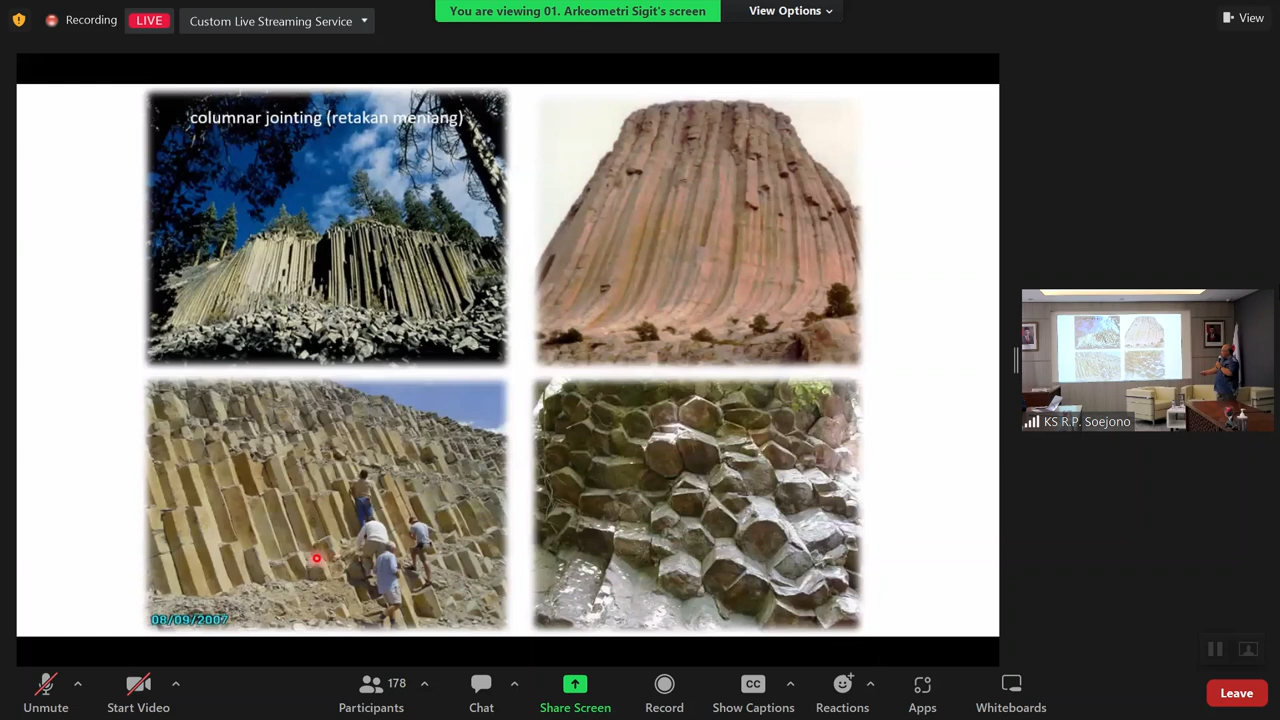 Recording
LIVE
Custom Live Streaming Service
You are viewing 01. Arkeometri Sigit's screen
View Options
View
columnar jointing (retakan meniang)
08/09/2007
KS R.P. Soejono
Unmute
Start Video
178
Participants
Chat
Share Screen
Record
CC
Show Captions
Reactions
Apps
Whiteboards
Leave